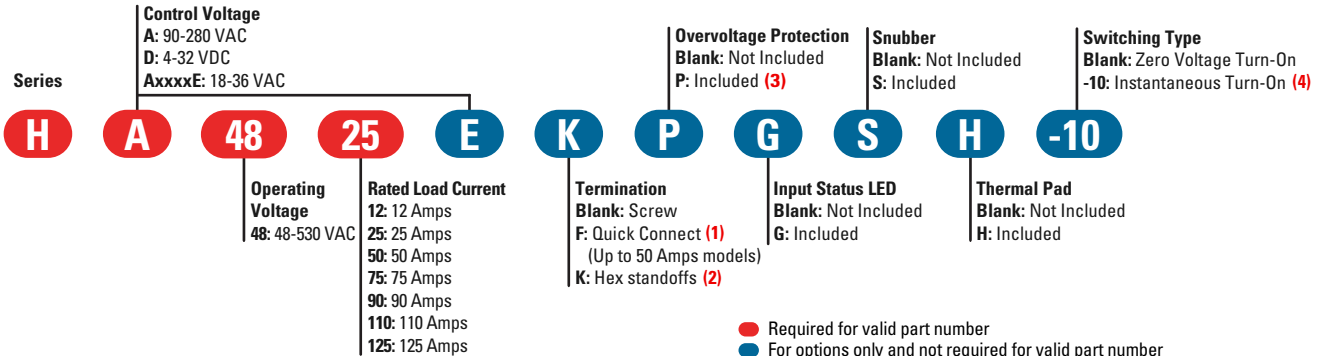 Control Voltage
A: 90-280 VAC
D: 4-32 VDC
AxxxxE: 18-36 VAC
Overvoltage Protection
Blank: Not Included
P: Included (3)
Snubber
Blank: Not Included
S: Included
Switching Type
Blank: Zero Voltage Turn-On
-10: Instantaneous Turn-On (4)
Series
H A 48 25 E K P G S H -10
Operating
Voltage
48: 48-530 VAC
Rated Load Current
12: 12 Amps
25: 25 Amps
50: 50 Amps
75: 75 Amps
90: 90 Amps
110: 110 Amps
125: 125 Amps
Termination
Blank: Screw
F: Quick Connect (1)
(Up to 50 Amps models)
K: Hex standoffs (2)
Input Status LED
Blank: Not Included
G: Included
Thermal Pad
Blank: Not Included
H: Included
Required for valid part number
For options only and not required for valid part number